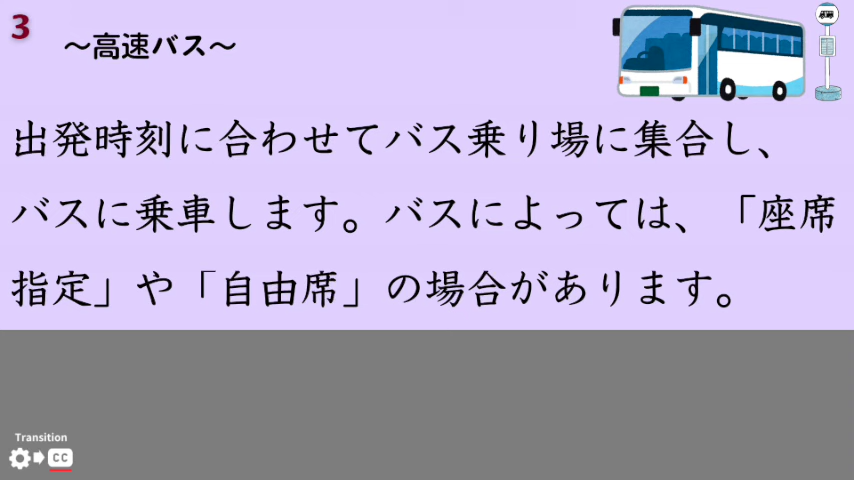 3
～高速バス～
出発時刻に合わせてバス乗り場に集合し、
バスに乗車します。バスによっては、「座席
指定」や「自由席」の場合があります。
Transition
CC